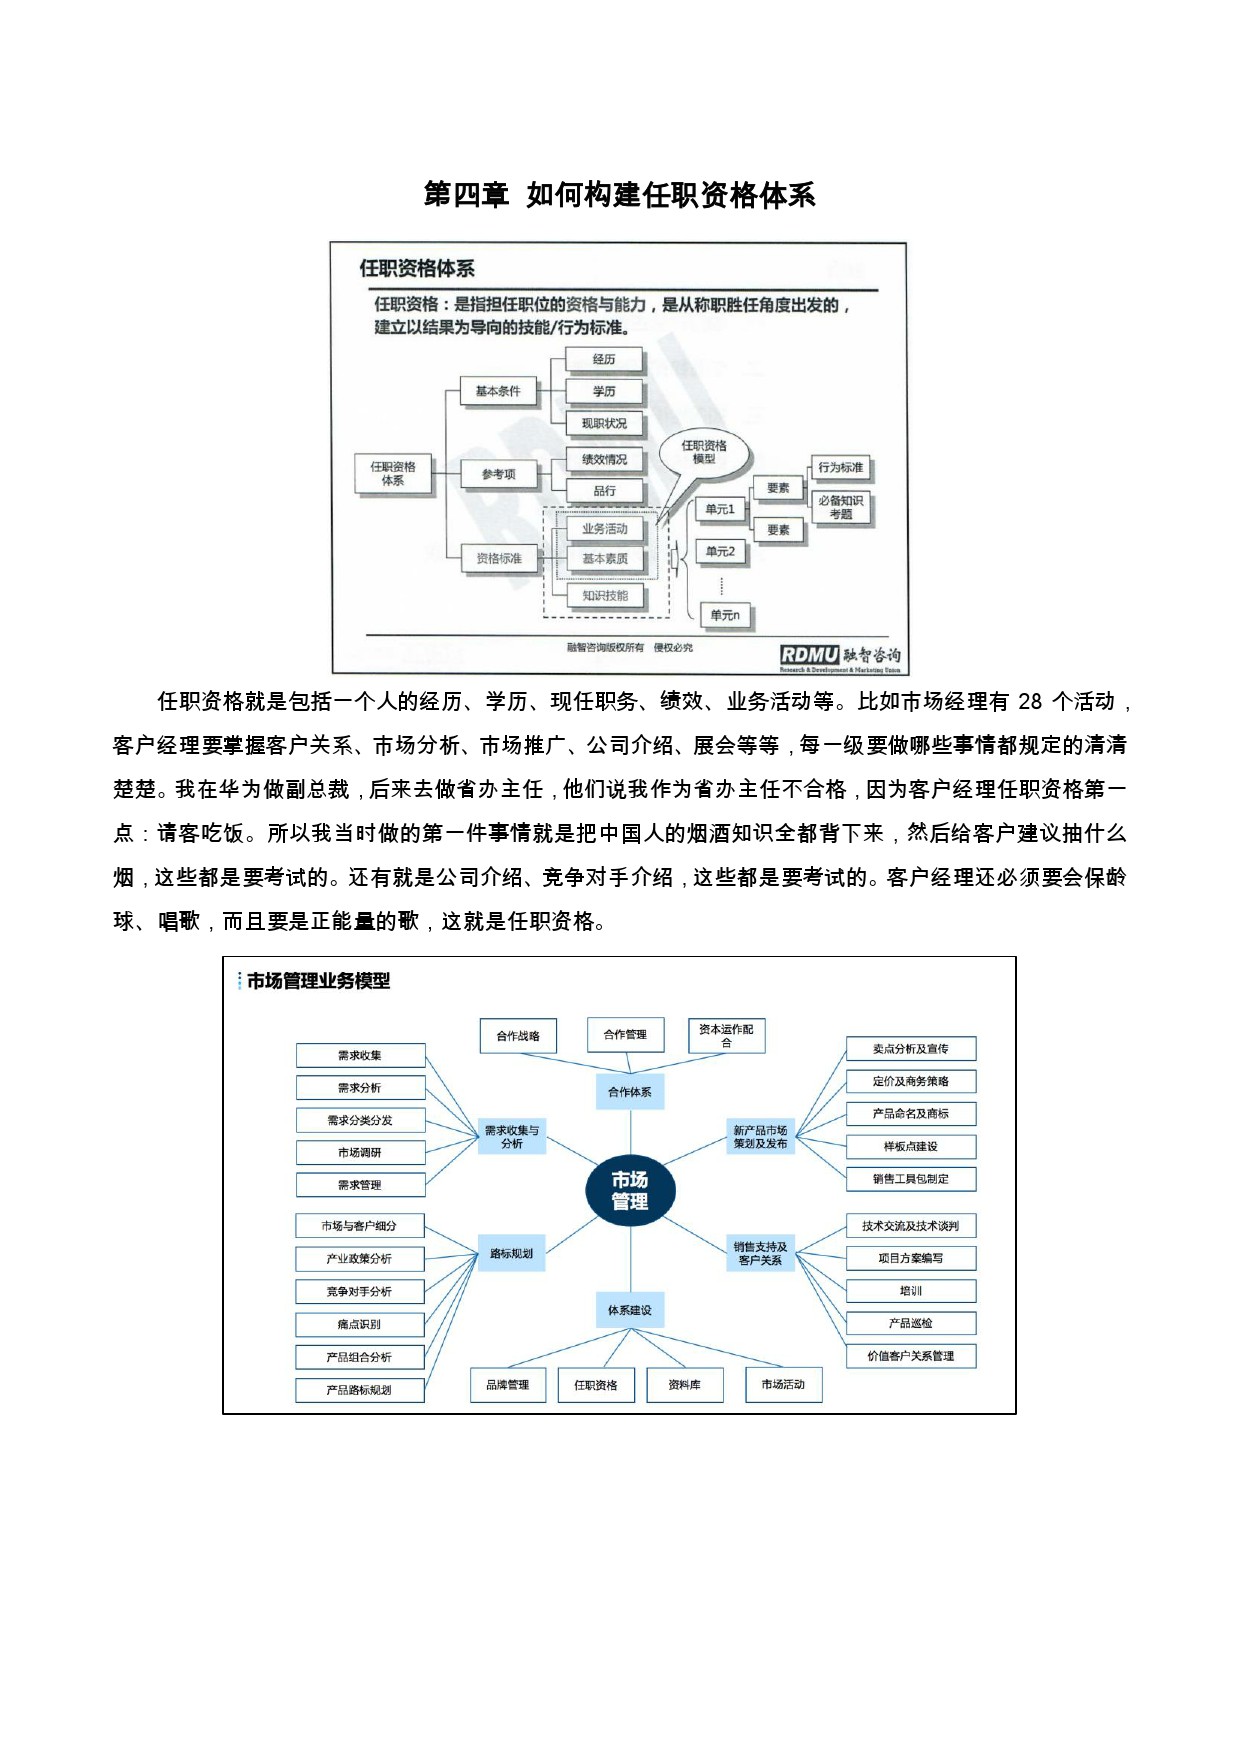 第四章 如何构建任职资格体系
任职资格体系
任职资格：是指担任职位的资格与能力，是从称职胜任角度出发的，
建立以结果为导向的技能/行为标准。
任职资格
体系
基本条件
经历
学历
现职状况
参考项
绩效情况
品行
资格标准
业务活动
基本素质
知识技能
任职资格
模型
单元1
单元2
单元n
要素
要素
行为标准
必备知识
考题
融智咨询版权所有 侵权必究
RDMU 融智咨询
Research & Development & Marketing Union
RDMU
任职资格就是包括一个人的经历、学历、现任职务、绩效、业务活动等。比如市场经理有 28 个活动，
客户经理要掌握客户关系、市场分析、市场推广、公司介绍、展会等等，每一级要做哪些事情都规定的清清
楚楚。我在华为做副总裁，后来去做省办主任，他们说我作为省办主任不合格，因为客户经理任职资格第一
点：请客吃饭。所以我当时做的第一件事情就是把中国人的烟酒知识全都背下来，然后给客户建议抽什么
烟，这些都是要考试的。还有就是公司介绍、竞争对手介绍，这些都是要考试的。客户经理还必须要会保龄
球、唱歌，而且要是正能量的歌，这就是任职资格。
市场管理业务模型
合作战略
合作管理
资本运作配
合
合作体系
需求收集
需求分析
需求分类分发
市场调研
需求管理
需求收集与
分析
新产品市场
策划及发布
卖点分析及宣传
定价及商务策略
产品命名及商标
样板点建设
销售工具包制定
市场
管理
市场与客户细分
产业政策分析
竞争对手分析
痛点识别
产品组合分析
产品路标规划
路标规划
销售支持及
客户关系
技术交流及技术谈判
项目方案编写
培训
产品巡检
价值客户关系管理
体系建设
品牌管理
任职资格
资料库
市场活动